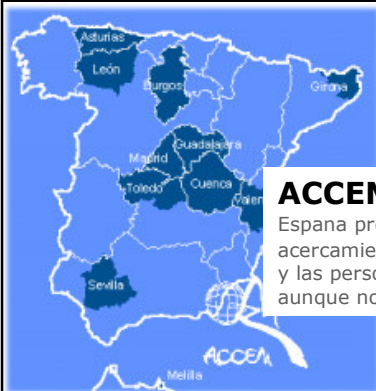 Asturias
León
Burgos
Girona
Guadalajara
Madrid
Toledo
Cuenca
Valen
ACCEM
Espana pr
acercamie
y las perso
aunque no
Sevilla
ACCEM
Melilla